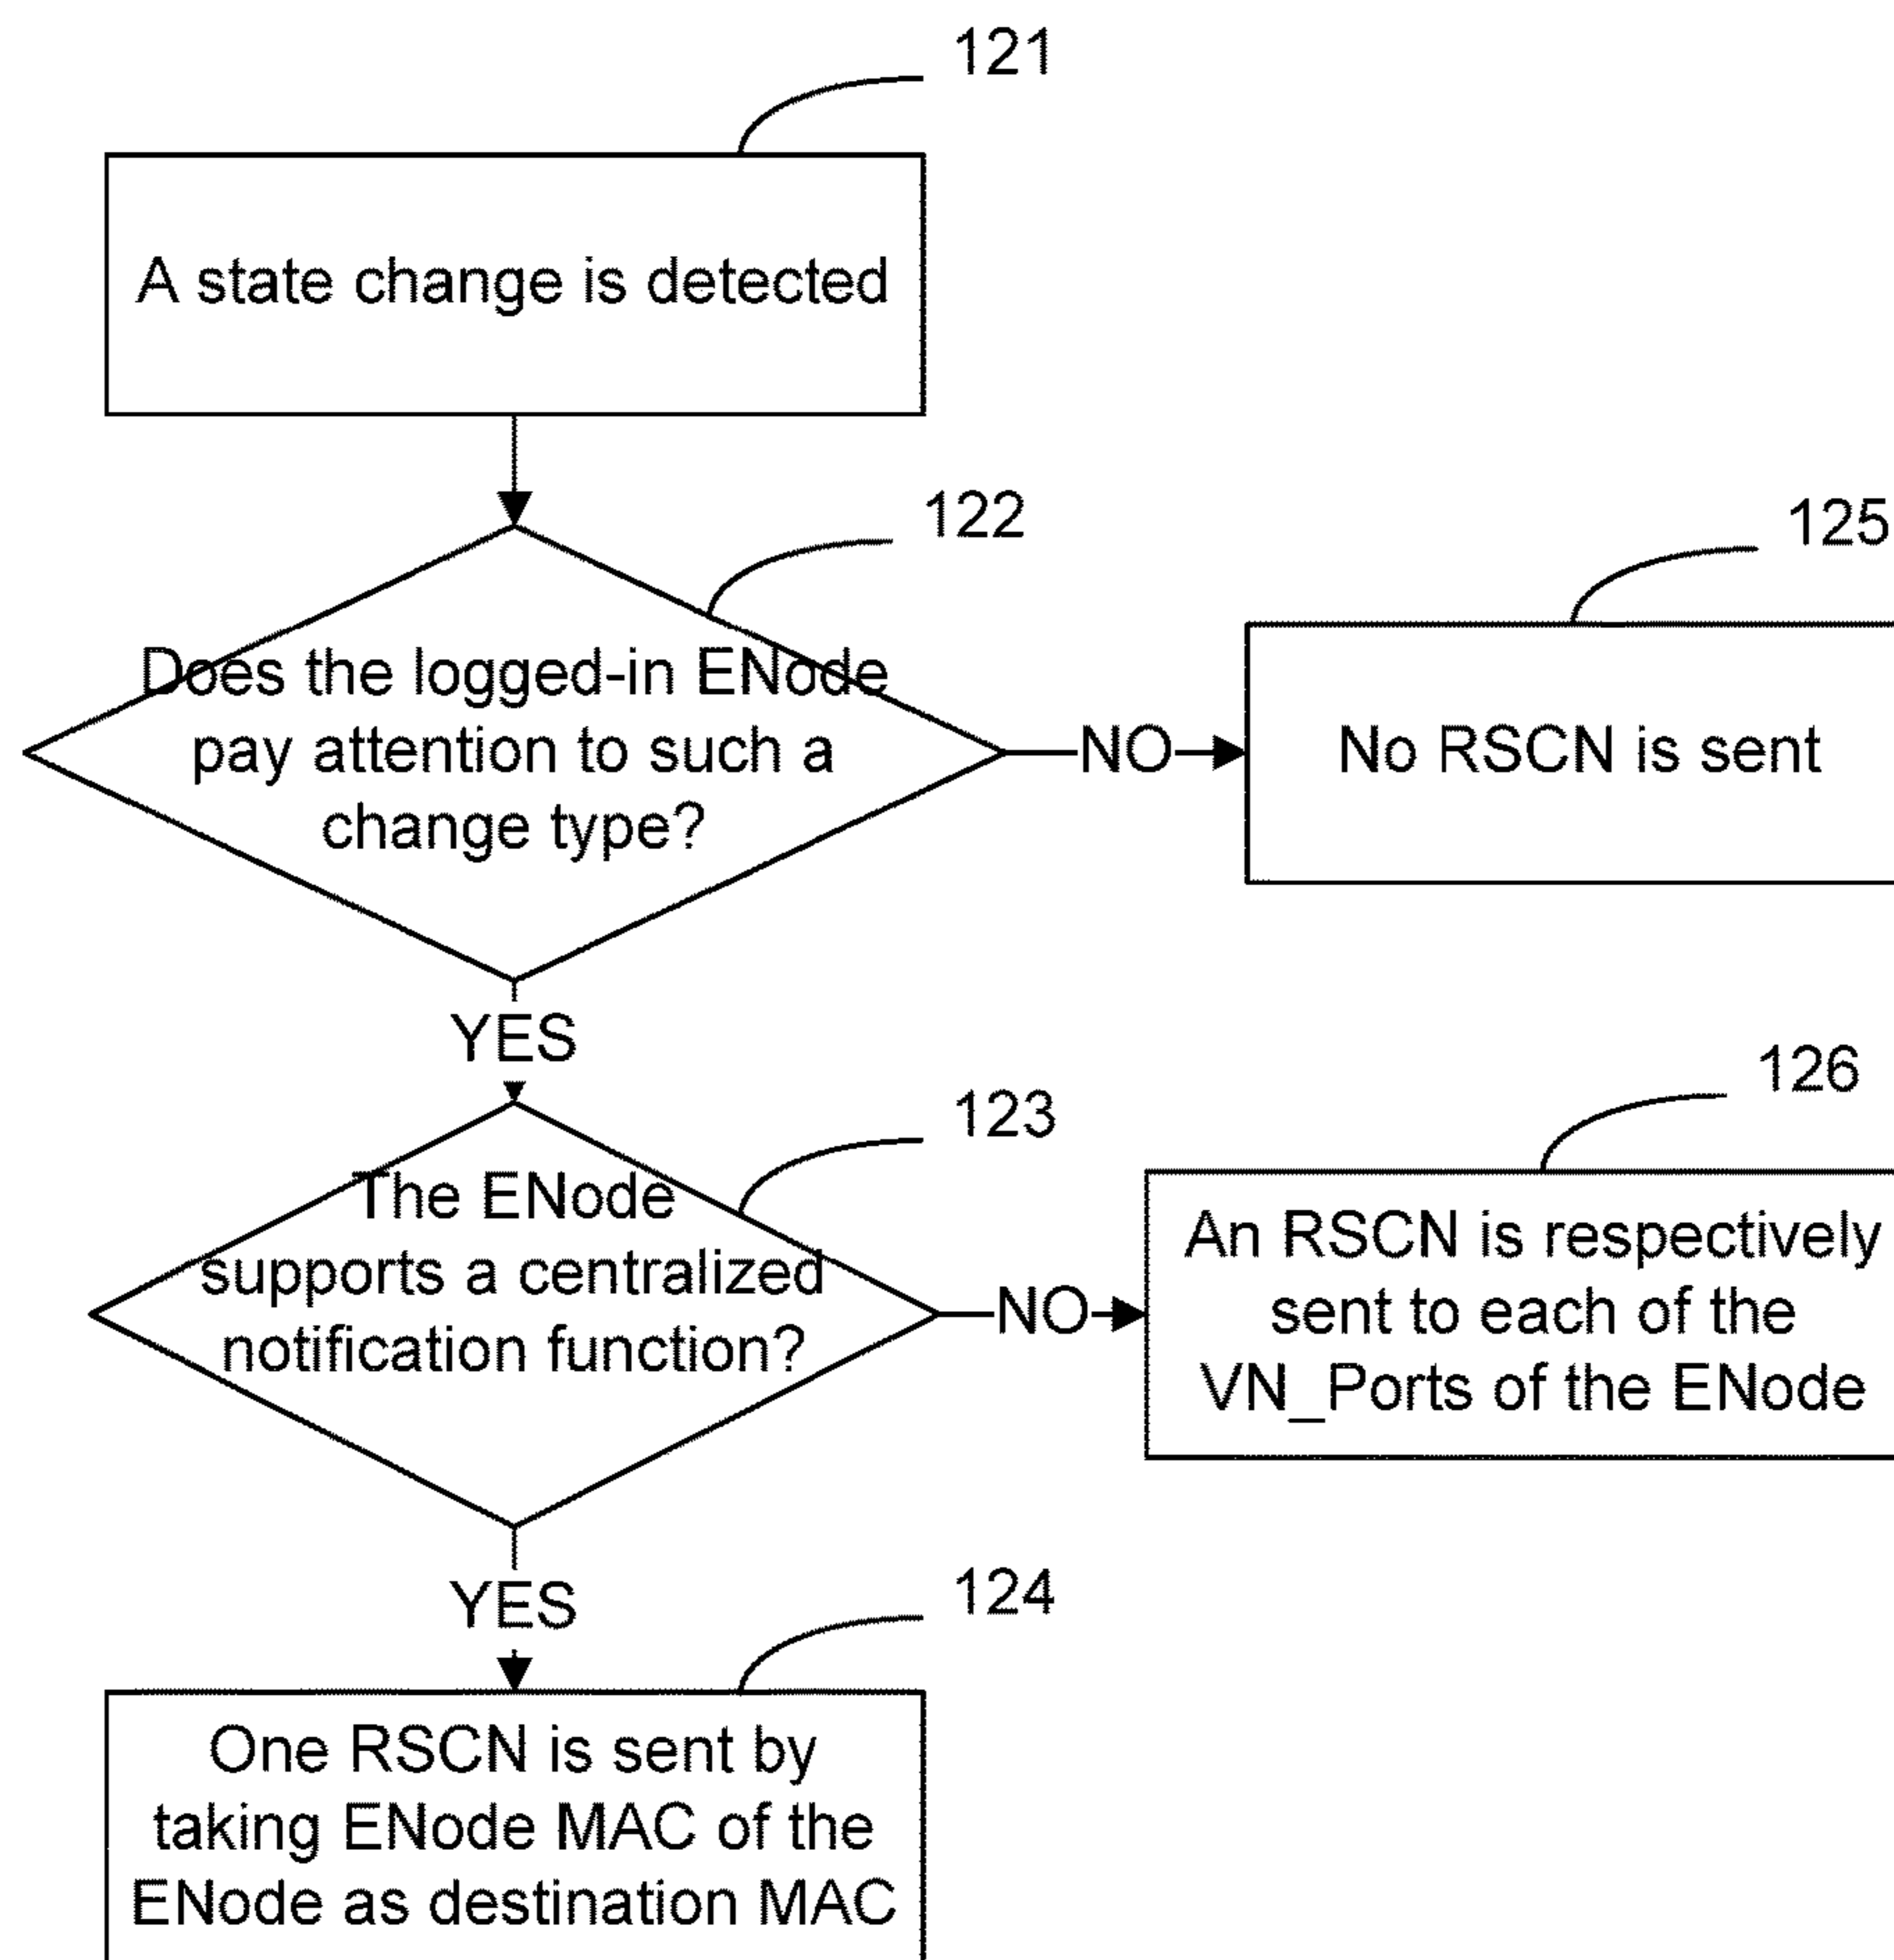 121
A state change is detected
122
Does the logged-in ENode
pay attention to such a
change type?
NO
125
No RSCN is sent
YES
123
The ENode
supports a centralized
notification function?
NO
126
An RSCN is respectively
sent to each of the
VN_Ports of the ENode
YES
124
One RSCN is sent by
taking ENode MAC of the
ENode as destination MAC